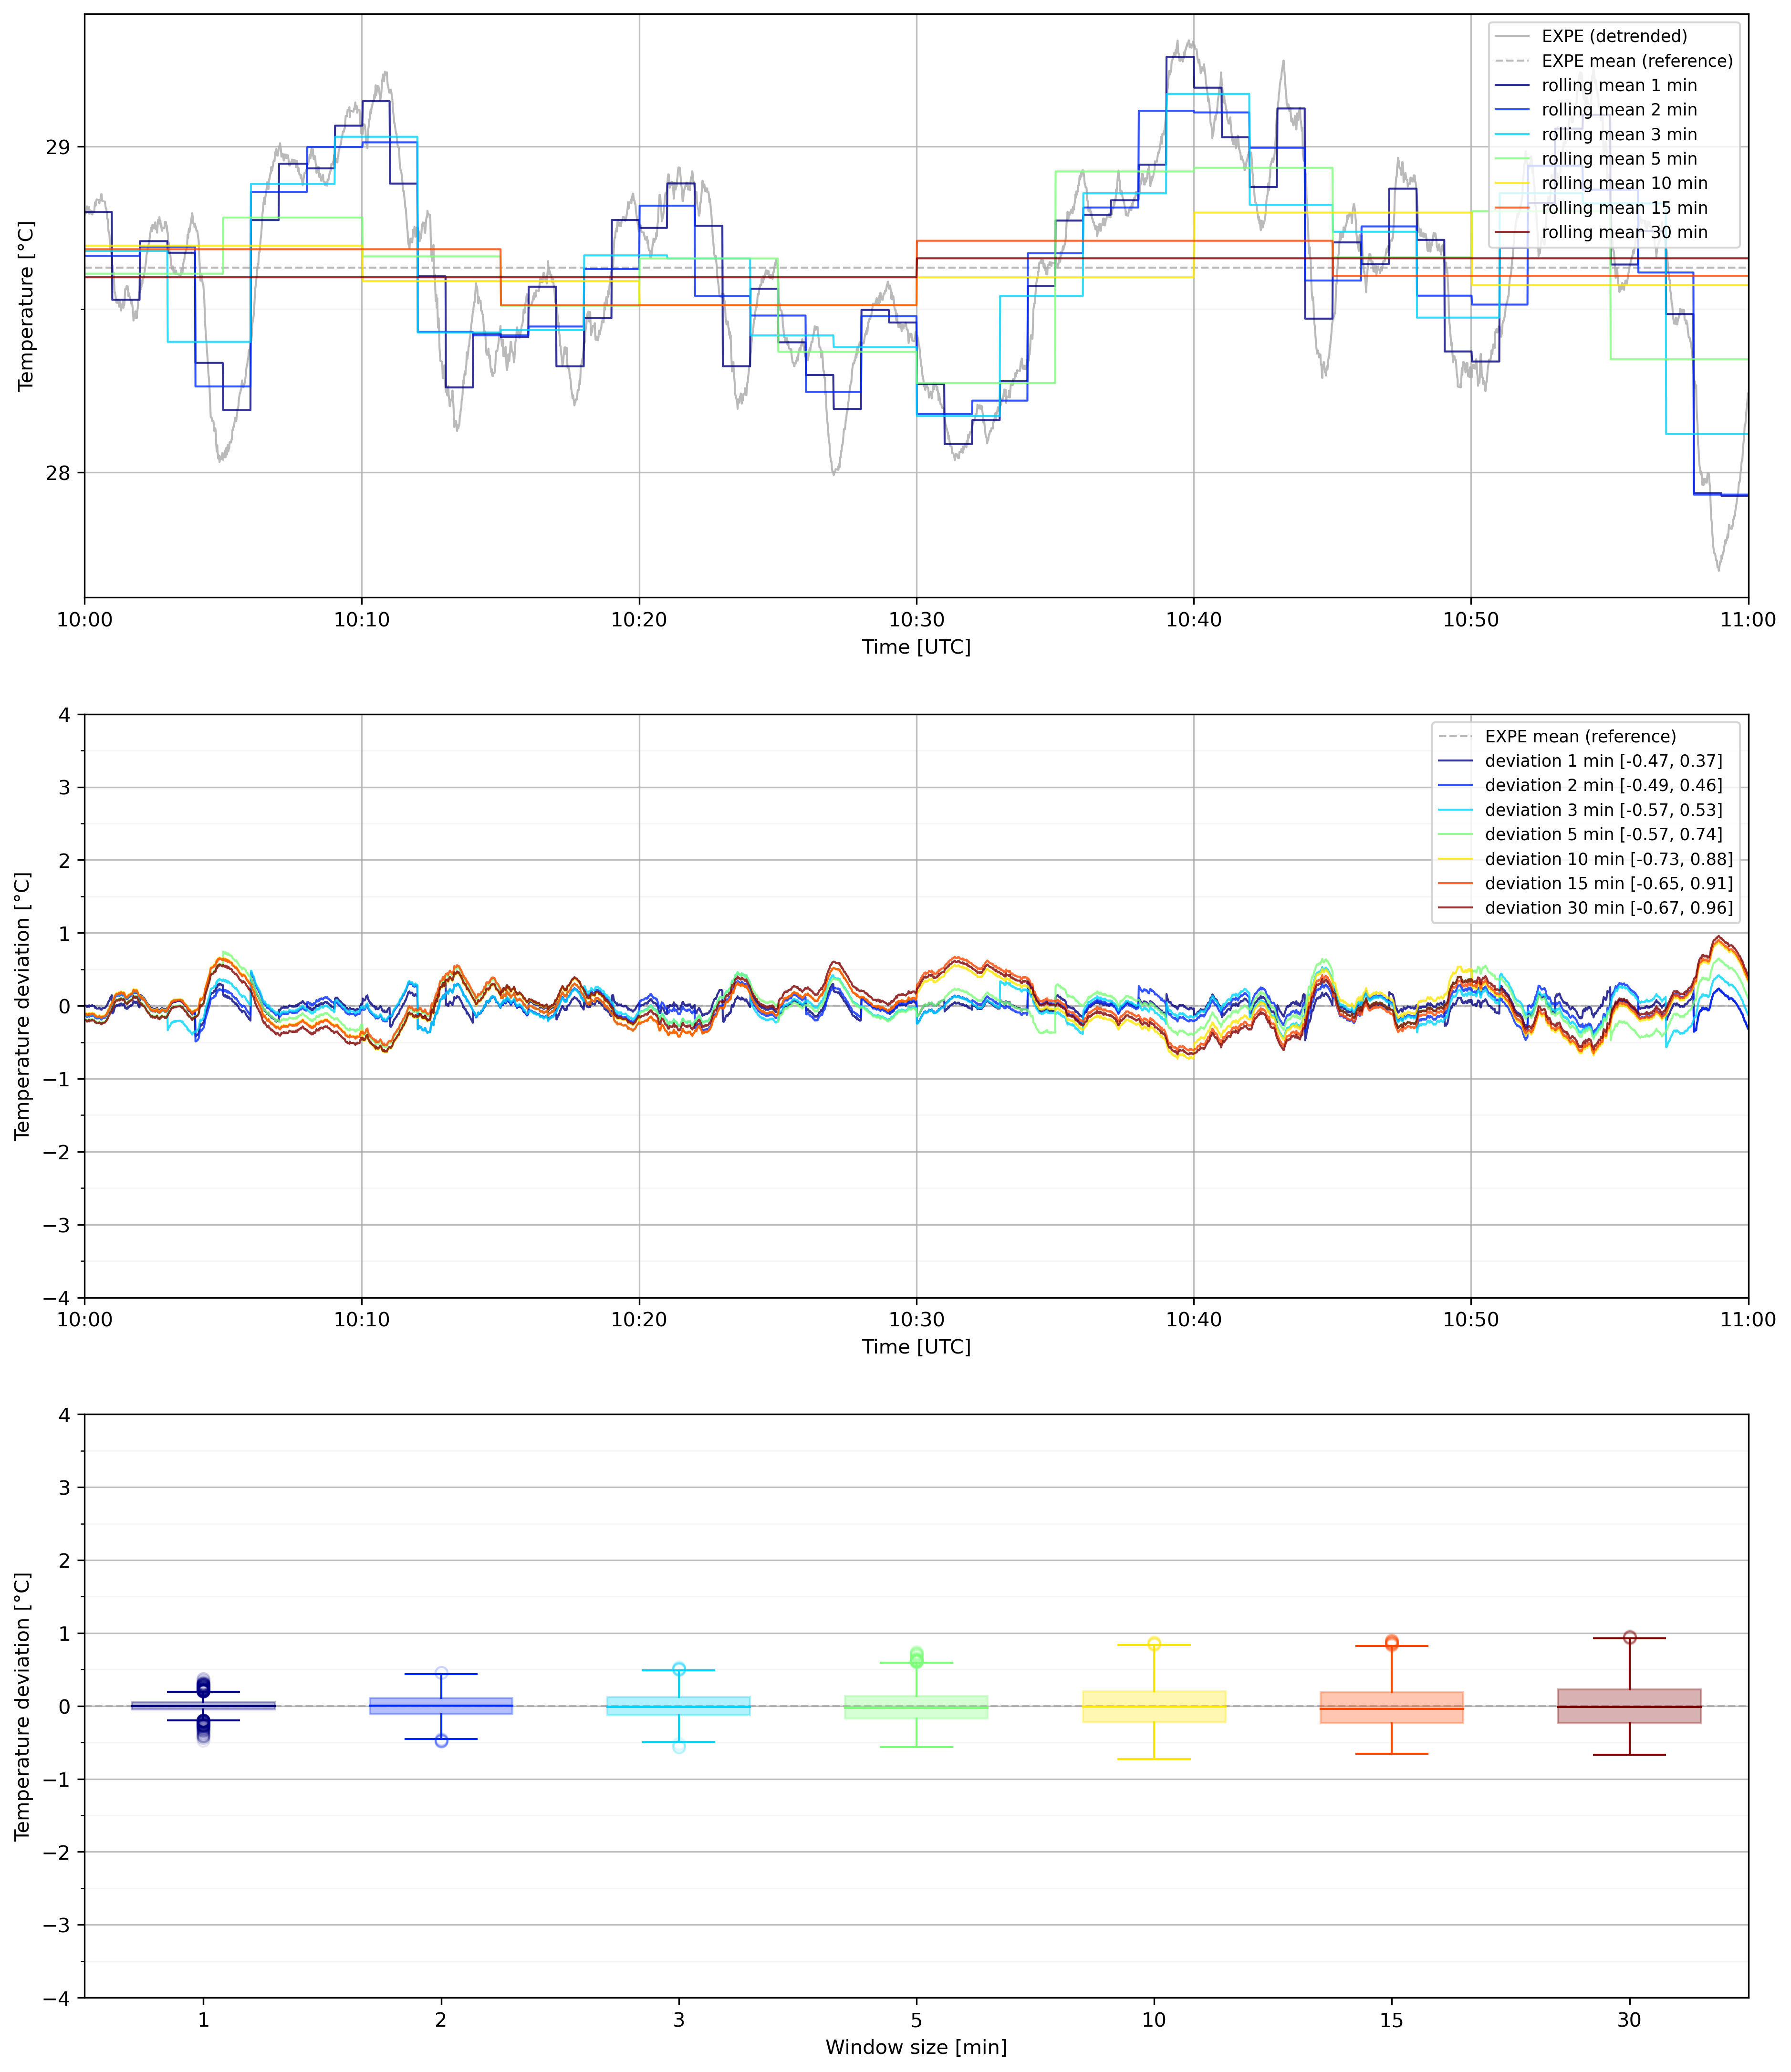 EXPE (detrended)
EXPE mean (reference)
rolling mean 1 min
rolling mean 2 min
rolling mean 3 min
rolling mean 5 min
rolling mean 10 min
rolling mean 15 min
rolling mean 30 min
29
28
Temperature [°C]
10:00 10:10 10:20 10:30 10:40 10:50 11:00
Time [UTC]
EXPE mean (reference)
deviation 1 min [-0.47, 0.37]
deviation 2 min [-0.49, 0.46]
deviation 3 min [-0.57, 0.53]
deviation 5 min [-0.57, 0.74]
deviation 10 min [-0.73, 0.88]
deviation 15 min [-0.65, 0.91]
deviation 30 min [-0.67, 0.96]
4
3
2
1
0
−1
−2
−3
−4
Temperature deviation [°C]
10:00 10:10 10:20 10:30 10:40 10:50 11:00
Time [UTC]
4
3
2
1
0
−1
−2
−3
−4
Temperature deviation [°C]
1 2 3 5 10 15 30
Window size [min]